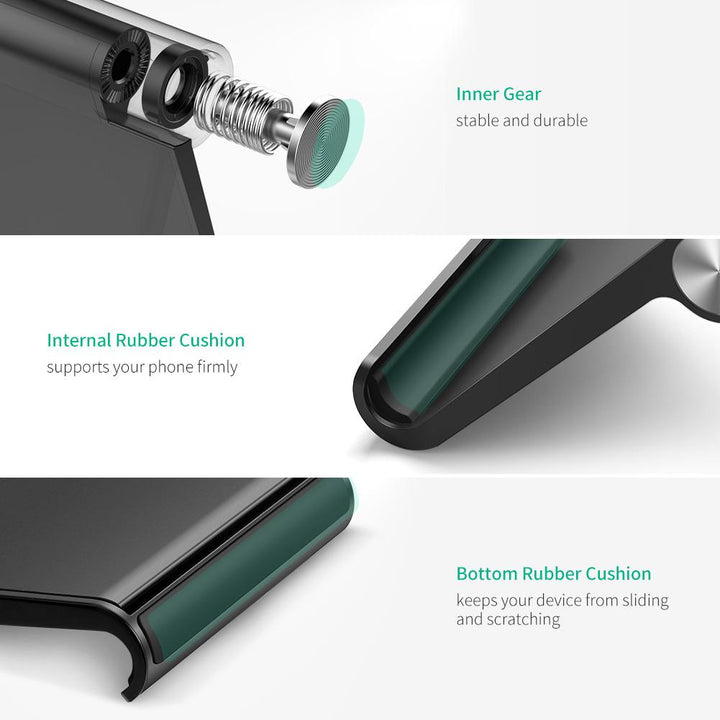 Inner Gear
stable and durable
Internal Rubber Cushion
supports your phone firmly
Bottom Rubber Cushion
keeps your device from sliding
and scratching